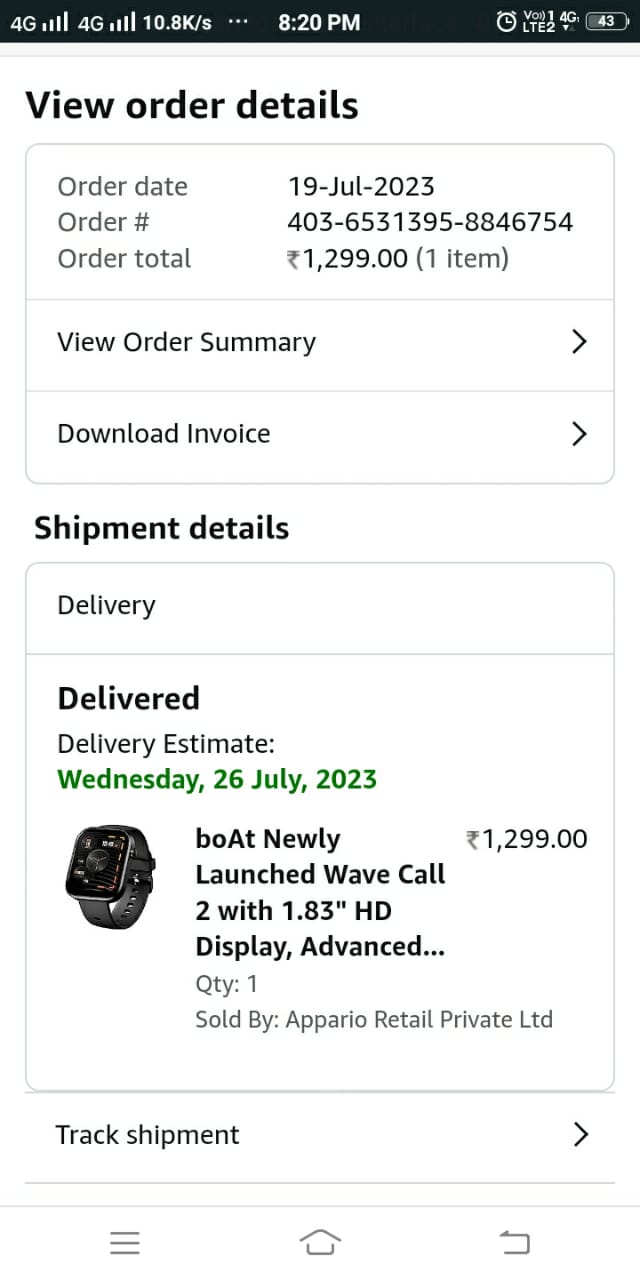 4G 4G 10.8K/s ... 8:20 PM Vo)) 1 4G LTE2 43
View order details
Order date 19-Jul-2023
Order # 403-6531395-8846754
Order total ₹1,299.00 (1 item)
View Order Summary
Download Invoice
Shipment details
Delivery
Delivered
Delivery Estimate:
Wednesday, 26 July, 2023
boAt Newly ₹1,299.00
Launched Wave Call
2 with 1.83" HD
Display, Advanced...
Qty: 1
Sold By: Appario Retail Private Ltd
Track shipment